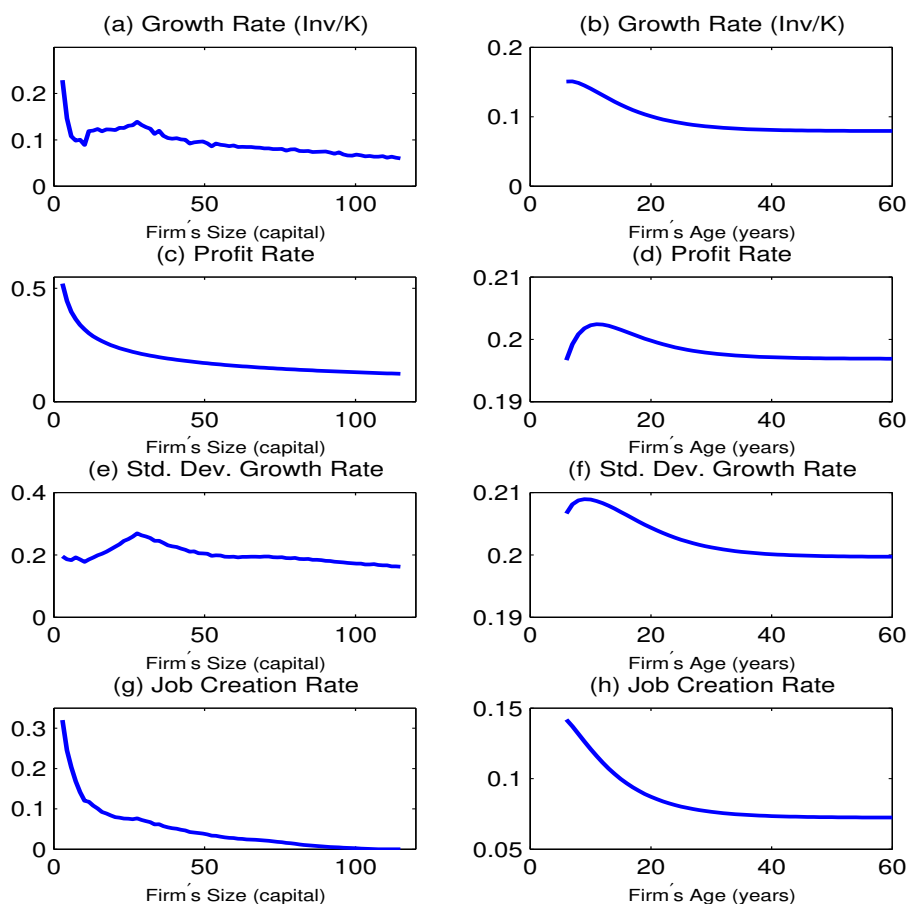 (a) Growth Rate (Inv/K)
0.2
0.1
0
0 50 100
Firm´s Size (capital)
(b) Growth Rate (Inv/K)
0.2
0.1
0
0 20 40 60
Firm´s Age (years)
(c) Profit Rate
0.5
0
0 50 100
Firm´s Size (capital)
(d) Profit Rate
0.21
0.2
0.19
0 20 40 60
Firm´s Age (years)
(e) Std. Dev. Growth Rate
0.4
0.2
0
0 50 100
Firm´s Size (capital)
(f) Std. Dev. Growth Rate
0.21
0.2
0.19
0 20 40 60
Firm´s Age (years)
(g) Job Creation Rate
0.3
0.2
0.1
0
0 50 100
Firm´s Size (capital)
(h) Job Creation Rate
0.15
0.1
0.05
0 20 40 60
Firm´s Age (years)